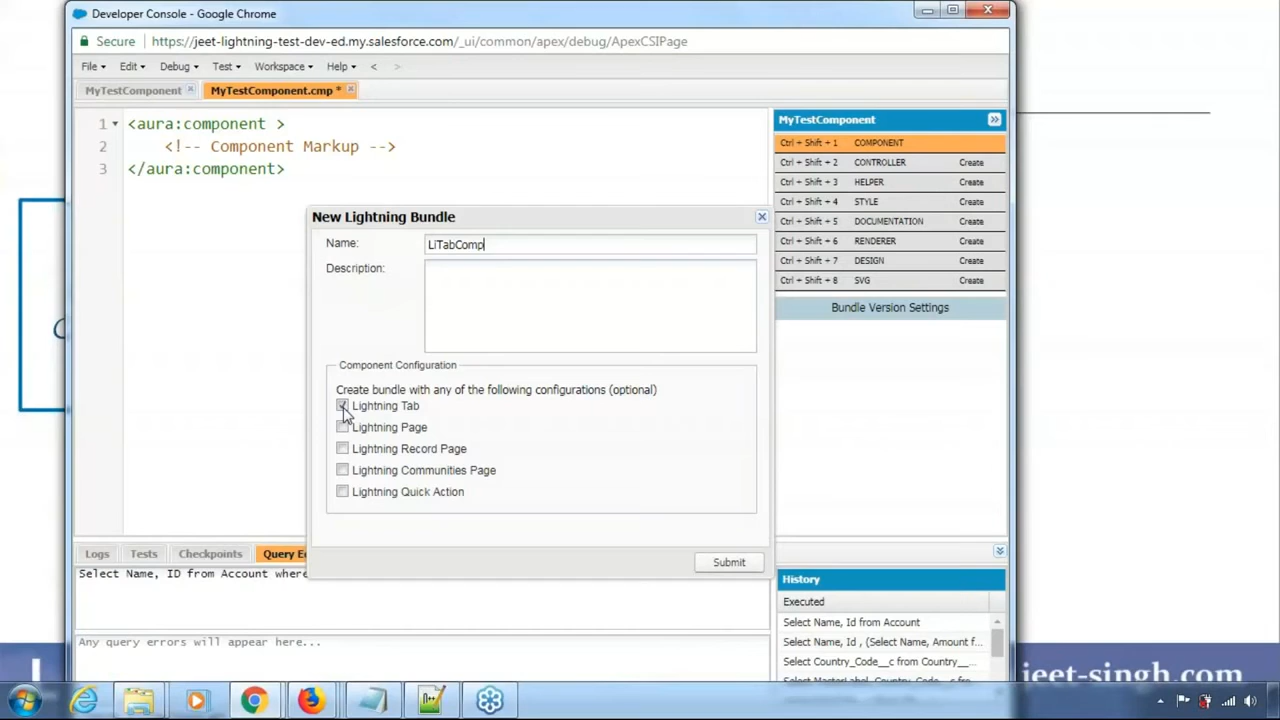 Developer Console - Google Chrome
Secure https://jeet-lightning-test-dev-ed.my.salesforce.com/_ui/common/apex/debug/ApexCSIPage
File Edit Debug Test Workspace Help < >
MyTestComponent MyTestComponent.cmp *
1 <aura:component >
2 <!-- Component Markup -->
3 </aura:component>
MyTestComponent
Ctrl + Shift + 1 COMPONENT
Ctrl + Shift + 2 CONTROLLER Create
Ctrl + Shift + 3 HELPER Create
Ctrl + Shift + 4 STYLE Create
Ctrl + Shift + 5 DOCUMENTATION Create
Ctrl + Shift + 6 RENDERER Create
Ctrl + Shift + 7 DESIGN Create
Ctrl + Shift + 8 SVG Create
Bundle Version Settings
New Lightning Bundle
Name: LiTabComp
Description:
Component Configuration
Create bundle with any of the following configurations (optional)
Lightning Tab
Lightning Page
Lightning Record Page
Lightning Communities Page
Lightning Quick Action
Submit
Logs Tests Checkpoints Query E
Select Name, ID from Account where
Any query errors will appear here...
History
Executed
Select Name, Id from Account
Select Name, Id , (Select Name, Amount f...
Select Country_Code__c from Country__...
jeet-singh.com